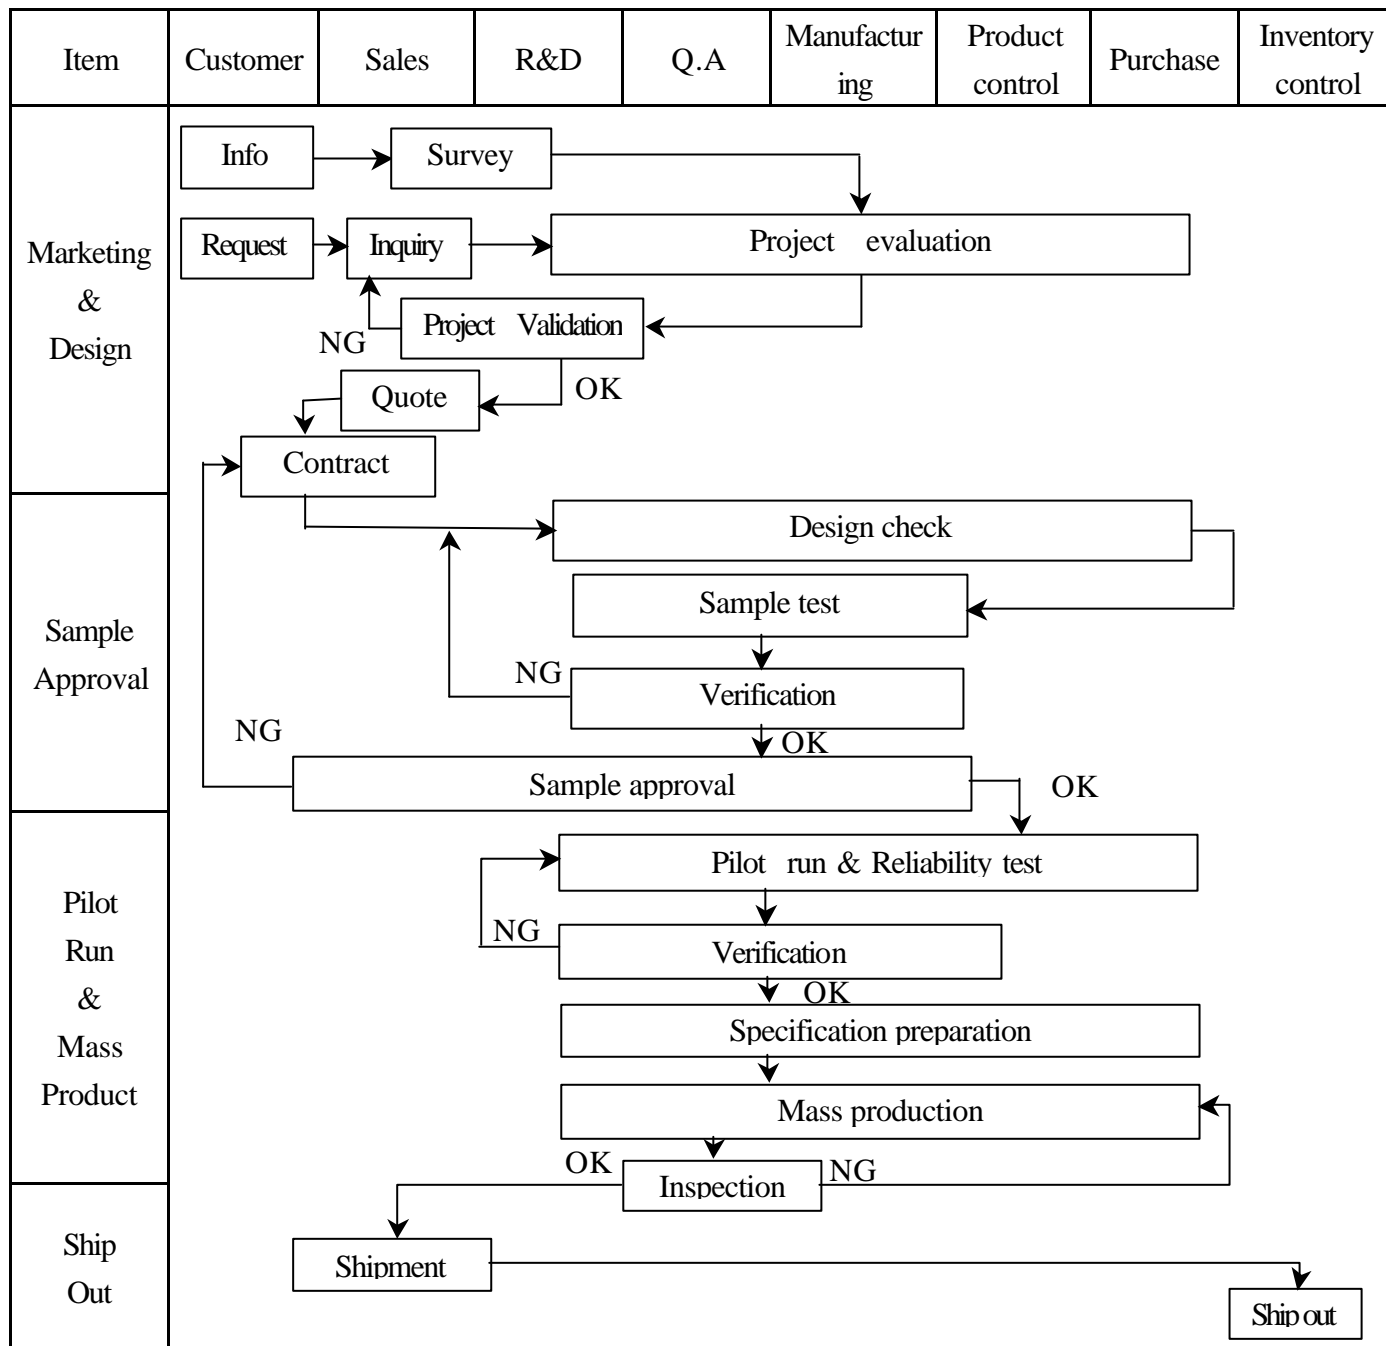 Item
Customer
Sales
R&D
Q.A
Manufactur
ing
Product
control
Purchase
Inventory
control
Marketing
&
Design
Info
Survey
Request
Inquiry
Project evaluation
Project Validation
NG
OK
Quote
Contract
Sample
Approval
Design check
Sample test
NG
Verification
OK
NG
Sample approval
OK
Pilot
Run
&
Mass
Product
Pilot run & Reliability test
NG
Verification
OK
Specification preparation
Mass production
OK
Inspection
NG
Ship
Out
Shipment
Ship out